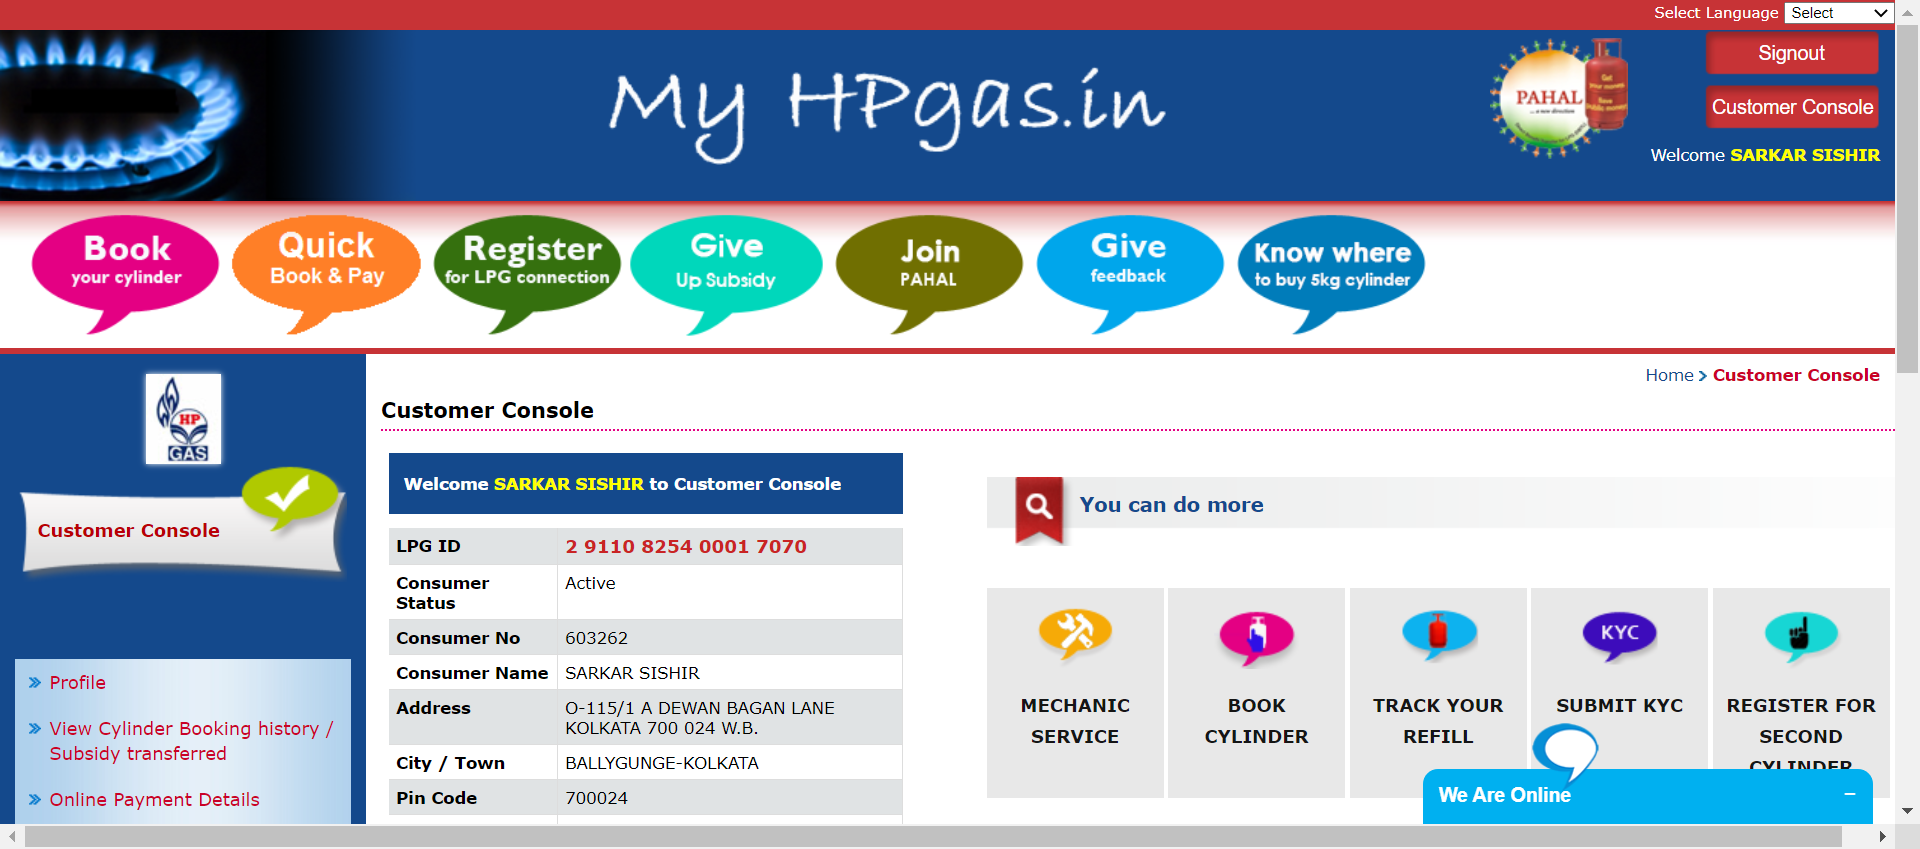 Select Language Select
My HPgas.in
PAHAL
... a new direction
Signout
Customer Console
Welcome SARKAR SISHIR
Book
your cylinder
Quick
Book & Pay
Register
for LPG connection
Give
Up Subsidy
Join
PAHAL
Give
feedback
Know where
to buy 5kg cylinder
HP
GAS
Customer Console
Profile
View Cylinder Booking history /
Subsidy transferred
Online Payment Details
Home > Customer Console
Customer Console
Welcome SARKAR SISHIR to Customer Console
LPG ID 2 9110 8254 0001 7070
Consumer Status Active
Consumer No 603262
Consumer Name SARKAR SISHIR
Address O-115/1 A DEWAN BAGAN LANE
KOLKATA 700 024 W.B.
City / Town BALLYGUNGE-KOLKATA
Pin Code 700024
You can do more
MECHANIC
SERVICE
BOOK
CYLINDER
TRACK YOUR
REFILL
KYC
SUBMIT KYC
REGISTER FOR
SECOND
CYLINDER
We Are Online